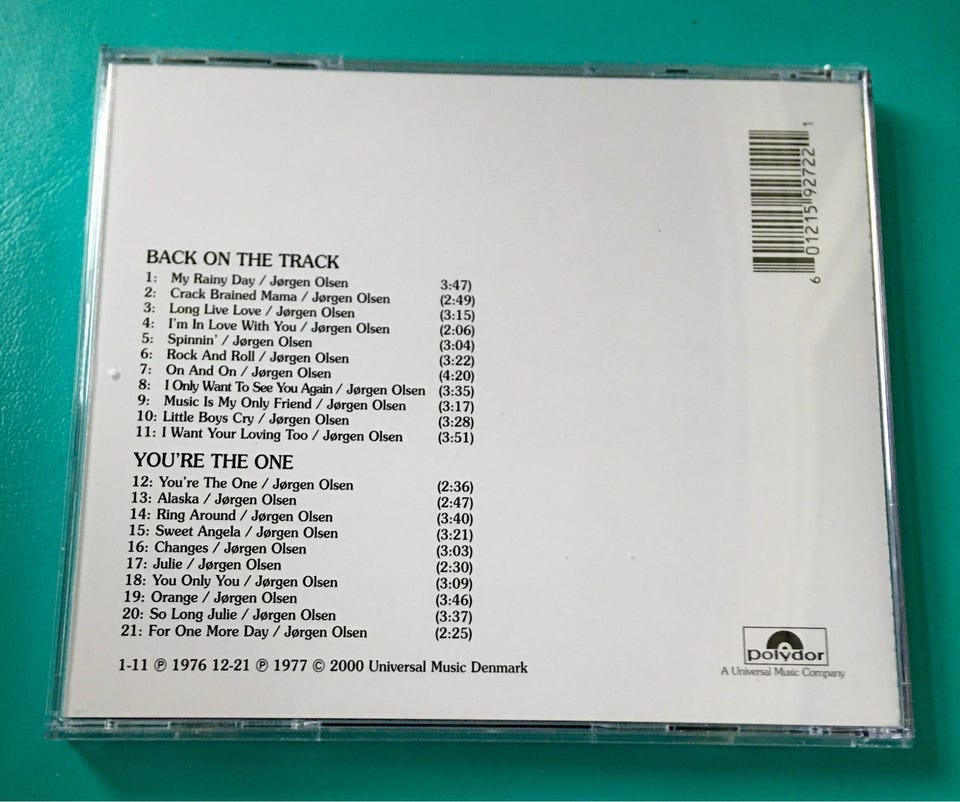 BACK ON THE TRACK
1: My Rainy Day / Jørgen Olsen 3:47)
2: Crack Brained Mama / Jørgen Olsen (2:49)
3: Long Live Love / Jørgen Olsen (3:15)
4: I'm In Love With You / Jørgen Olsen (2:06)
5: Spinnin' / Jørgen Olsen (3:04)
6: Rock And Roll / Jørgen Olsen (3:22)
7: On And On / Jørgen Olsen (4:20)
8: I Only Want To See You Again / Jørgen Olsen (3:35)
9: Music Is My Only Friend / Jørgen Olsen (3:17)
10: Little Boys Cry / Jørgen Olsen (3:28)
11: I Want Your Loving Too / Jørgen Olsen (3:51)
YOU'RE THE ONE
12: You're The One / Jørgen Olsen (2:36)
13: Alaska / Jørgen Olsen (2:47)
14: Ring Around / Jørgen Olsen (3:40)
15: Sweet Angela / Jørgen Olsen (3:21)
16: Changes / Jørgen Olsen (3:03)
17: Julie / Jørgen Olsen (2:30)
18: You Only You / Jørgen Olsen (3:09)
19: Orange / Jørgen Olsen (3:46)
20: So Long Julie / Jørgen Olsen (3:37)
21: For One More Day / Jørgen Olsen (2:25)
1-11 ℗ 1976 12-21 ℗ 1977 © 2000 Universal Music Denmark
6 01215 92722 1
polydor
A Universal Music Company